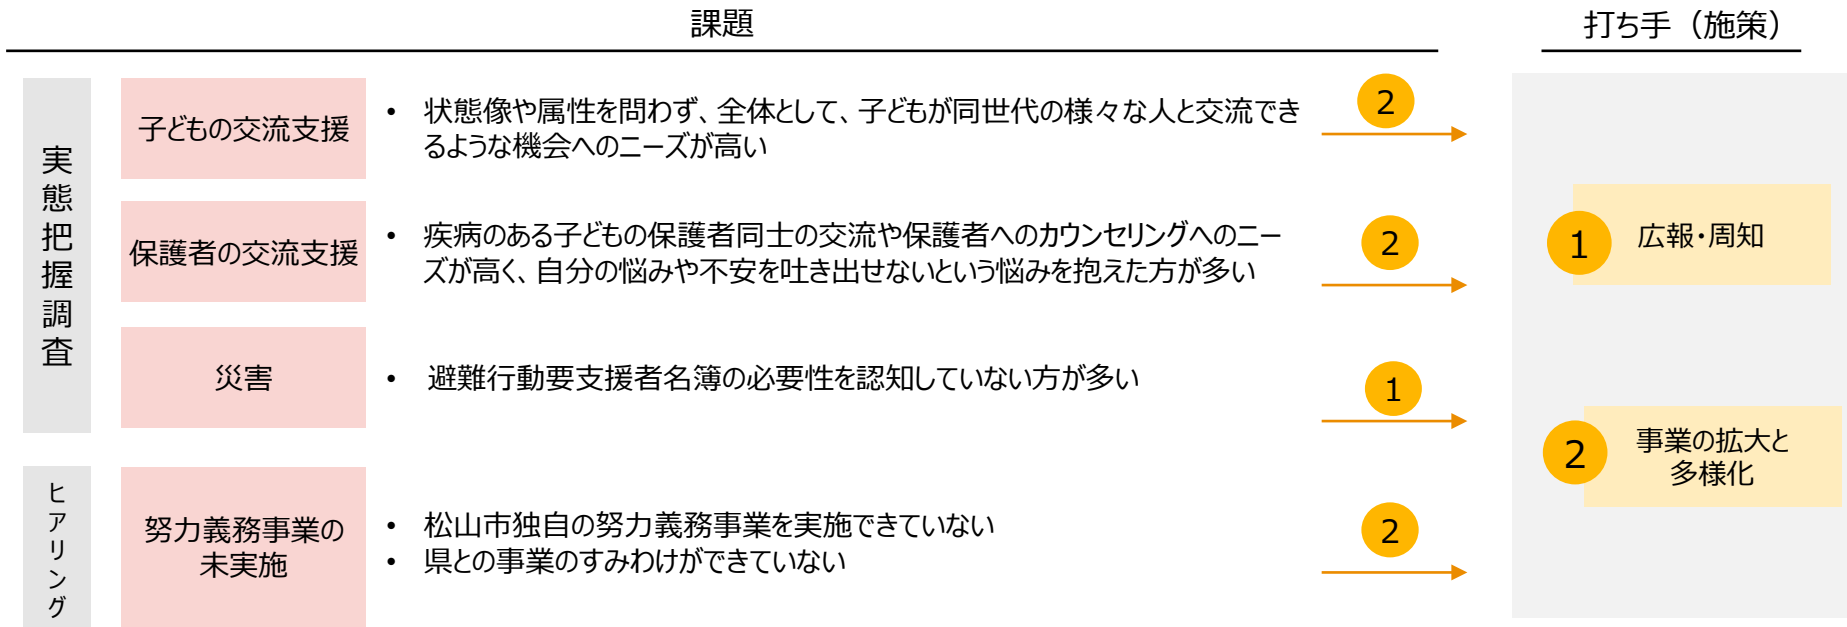 課題
打ち手（施策）
実態把握調査
子どもの交流支援
• 状態像や属性を問わず、全体として、子どもが同世代の様々な人と交流でき
るような機会へのニーズが高い
2
保護者の交流支援
• 疾病のある子どもの保護者同士の交流や保護者へのカウンセリングへのニー
ズが高く、自分の悩みや不安を吐き出せないという悩みを抱えた方が多い
2
災害
• 避難行動要支援者名簿の必要性を認知していない方が多い
1
ヒアリング
努力義務事業の
未実施
• 松山市独自の努力義務事業を実施できていない
• 県との事業のすみわけができていない
2
1
広報・周知
2
事業の拡大と
多様化